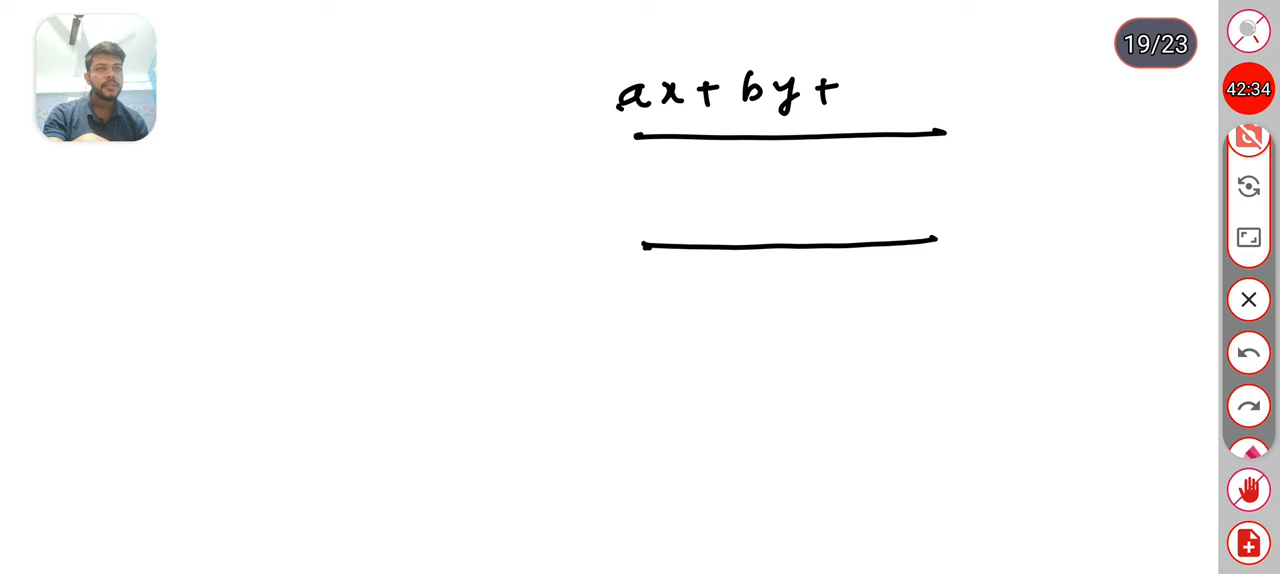 19/23
ax + by +
42:34